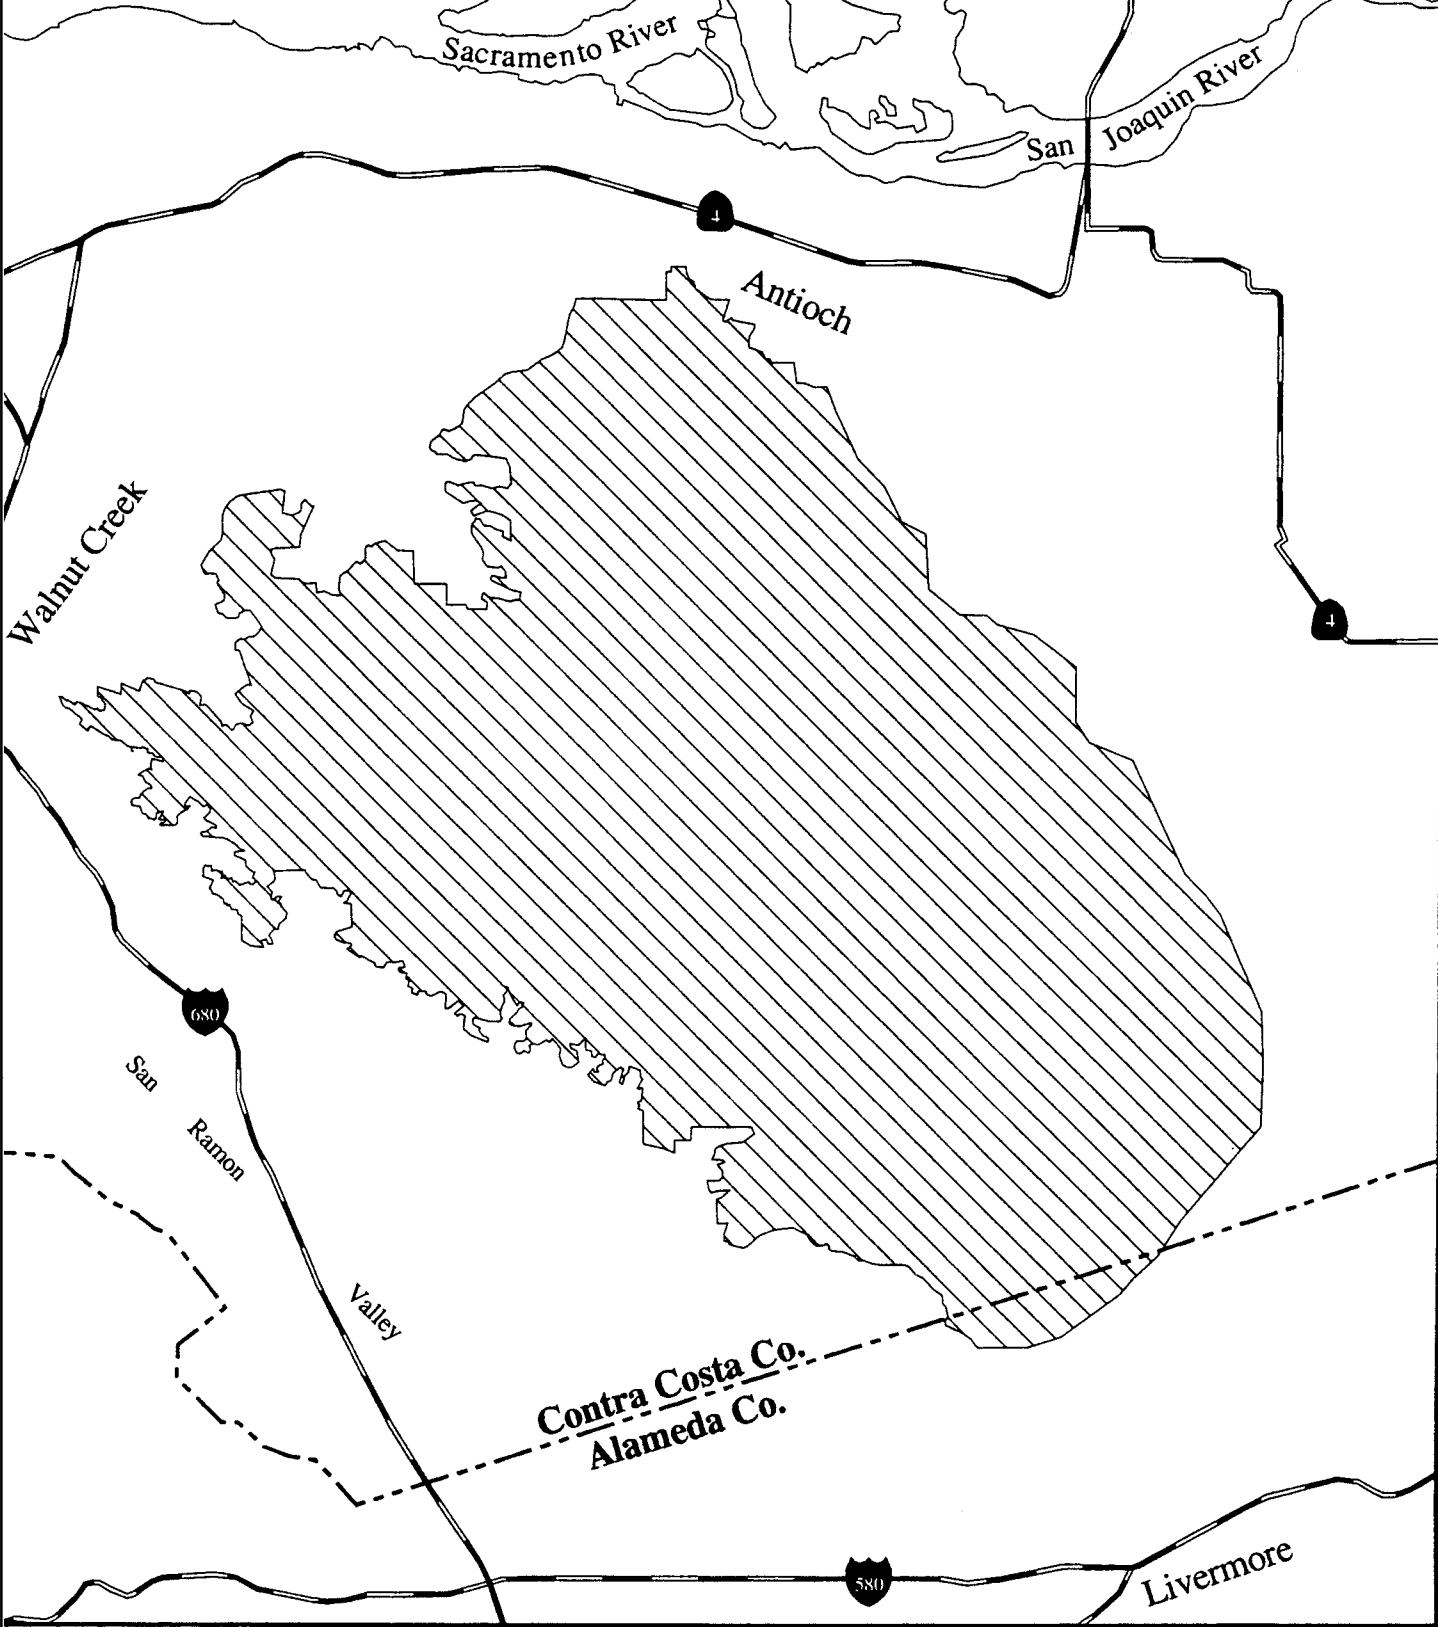 Sacramento River
San Joaquin River
4
Antioch
Walnut Creek
4
680
San
Ramon
Valley
Contra Costa Co.
Alameda Co.
580
Livermore